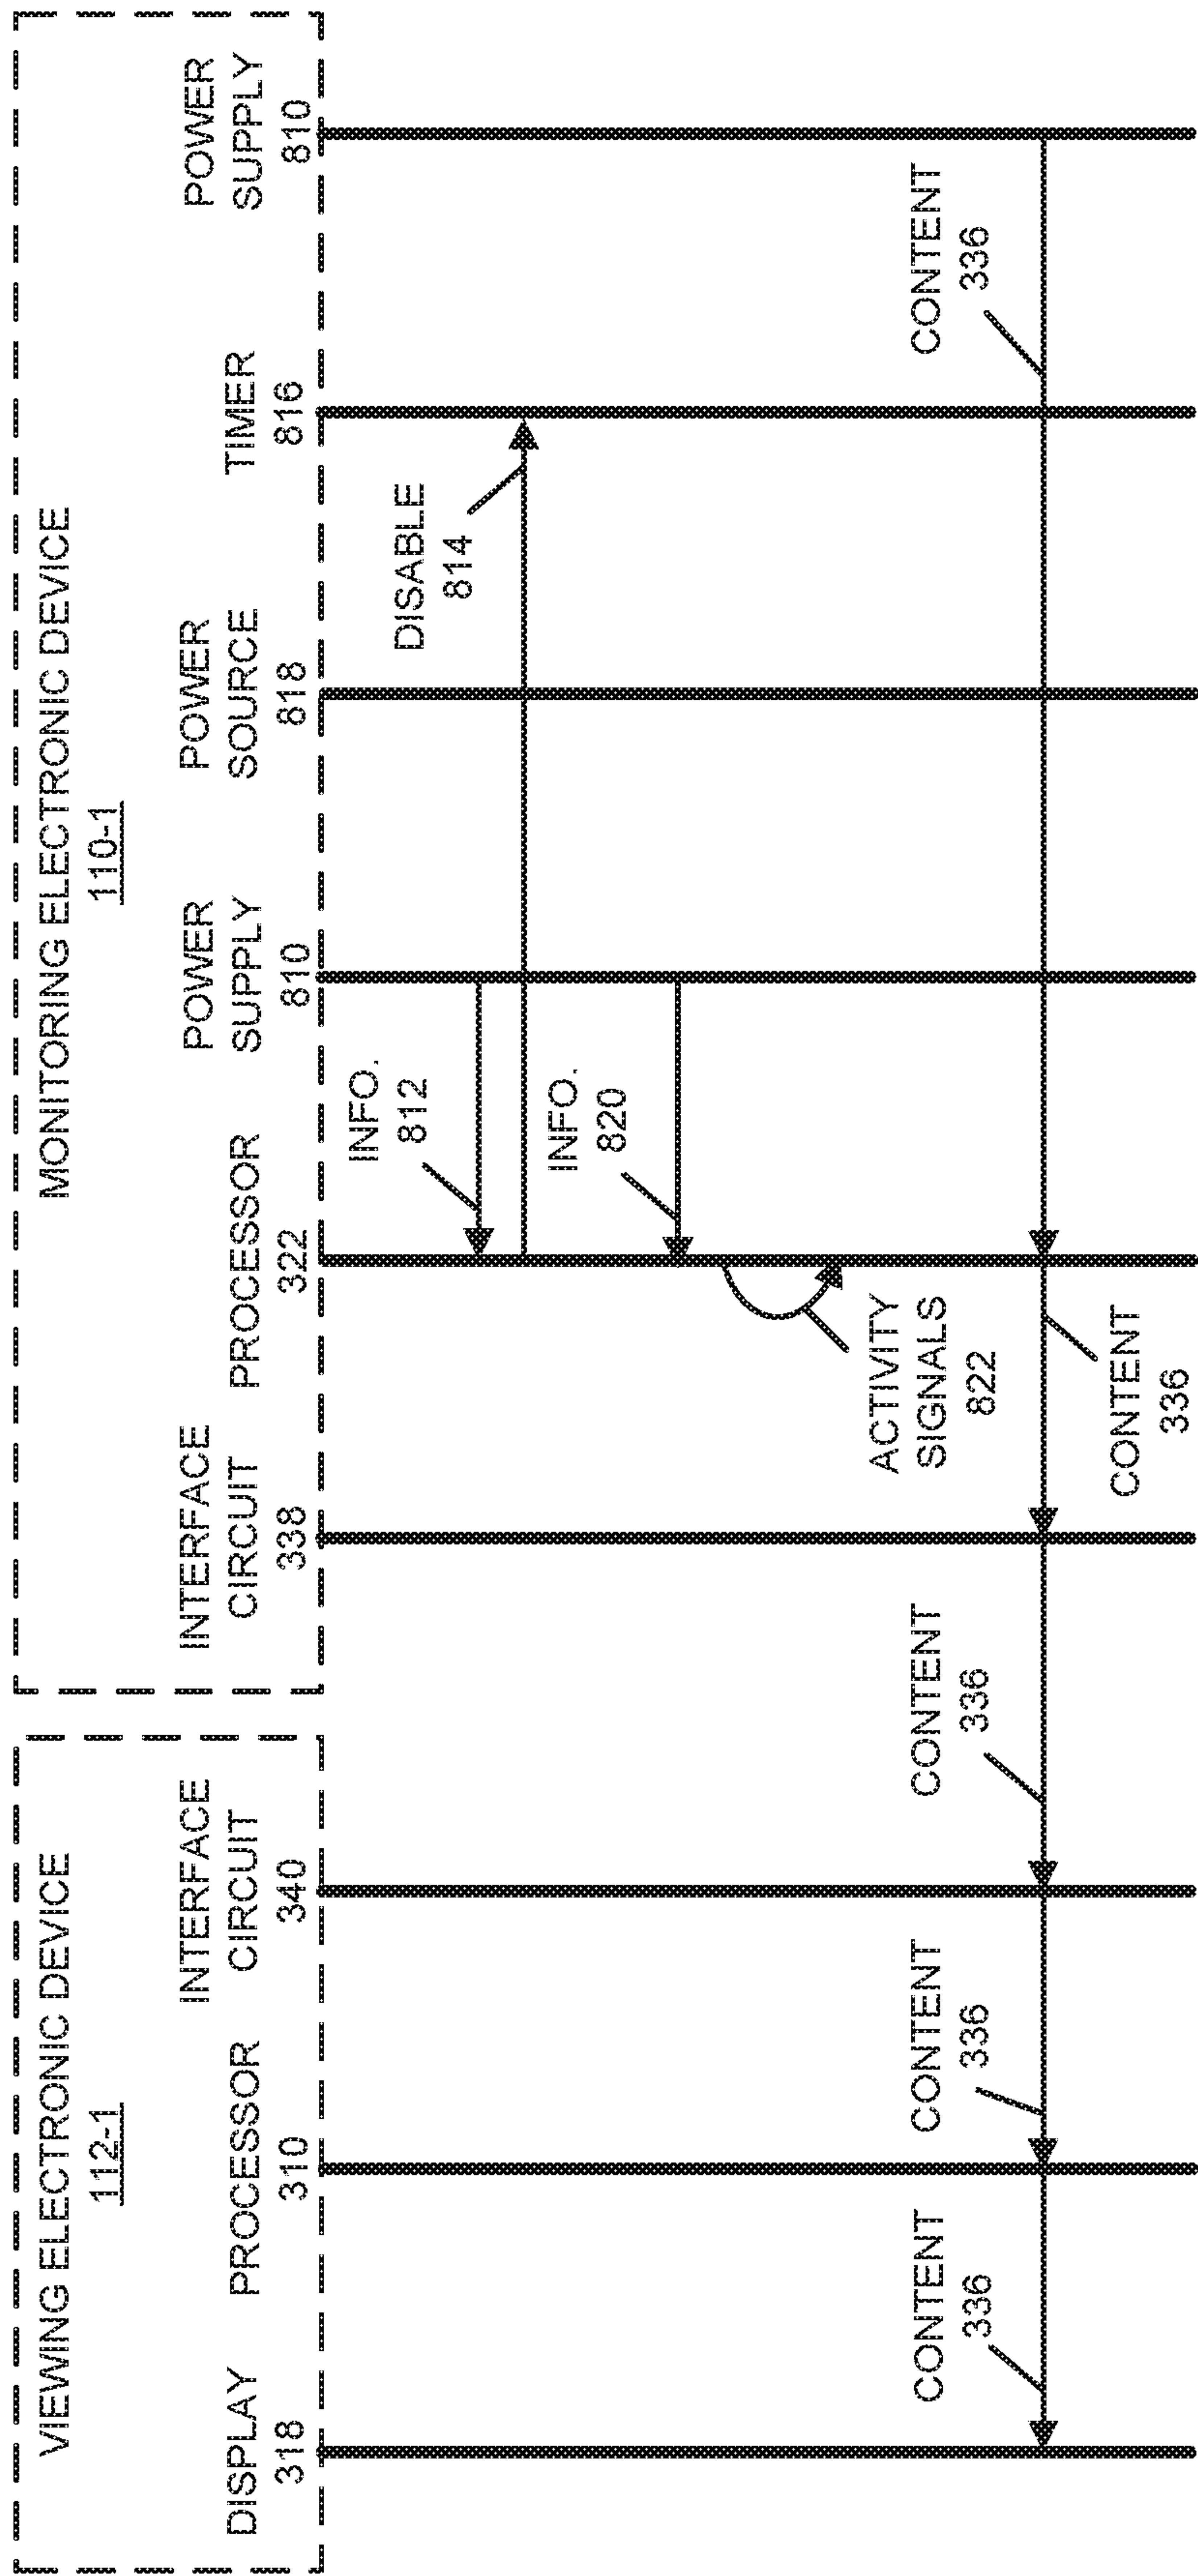 VIEWING ELECTRONIC DEVICE
112-1
MONITORING ELECTRONIC DEVICE
110-1
DISPLAY
318
PROCESSOR
310
INTERFACE
CIRCUIT
340
INTERFACE
CIRCUIT
338
PROCESSOR
322
POWER
SUPPLY
810
POWER
SOURCE
818
TIMER
816
POWER
SUPPLY
810
INFO.
812
DISABLE
814
INFO.
820
ACTIVITY
SIGNALS
822
CONTENT
336
CONTENT
336
CONTENT
336
CONTENT
336
CONTENT
336